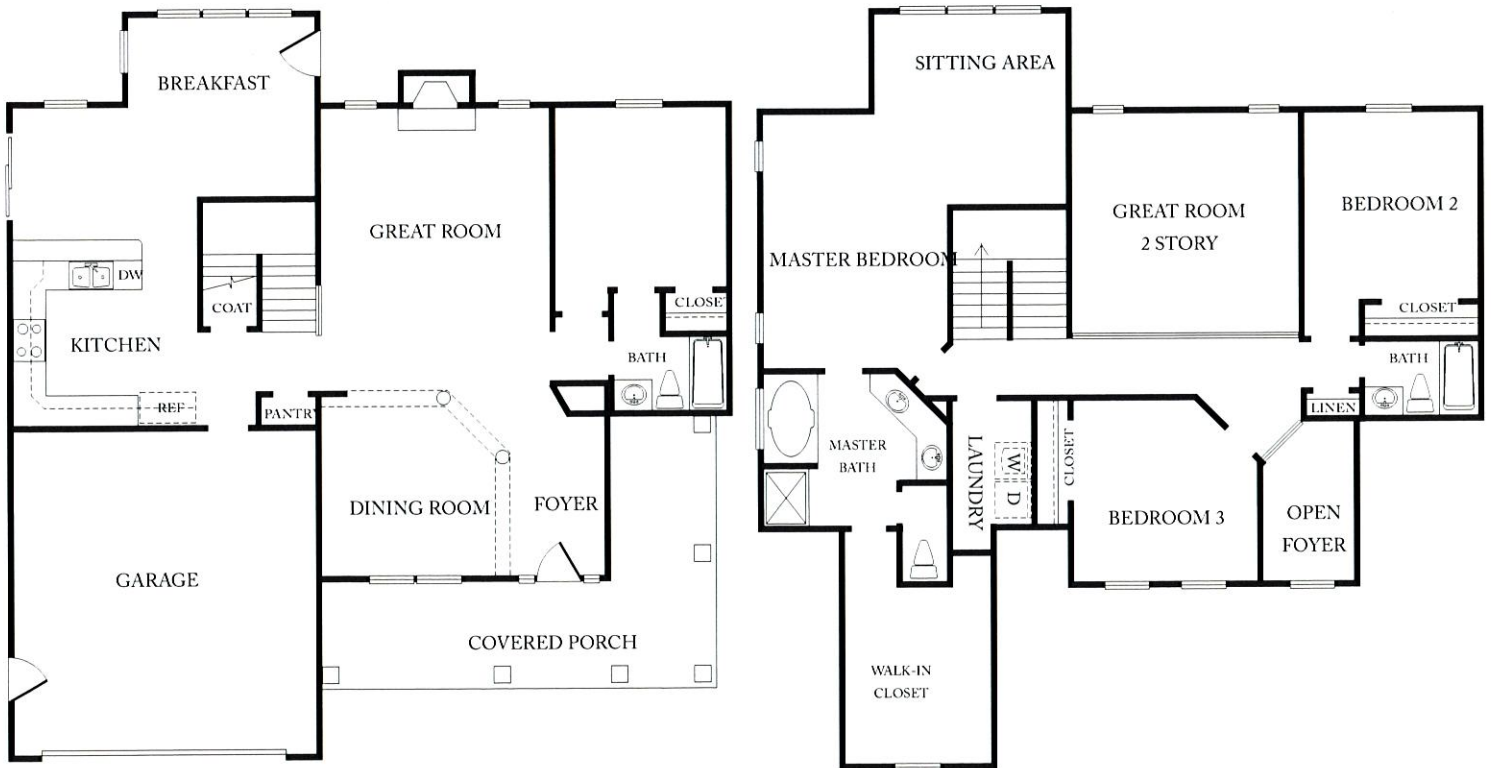 BREAKFAST
GREAT ROOM
DW
COAT
CLOSET
KITCHEN
BATH
REF
PANTRY
DINING ROOM
FOYER
GARAGE
COVERED PORCH
SITTING AREA
GREAT ROOM
2 STORY
BEDROOM 2
MASTER BEDROOM
CLOSET
BATH
LINEN
MASTER
BATH
LAUNDRY
W
D
CLOSET
BEDROOM 3
OPEN
FOYER
WALK-IN
CLOSET